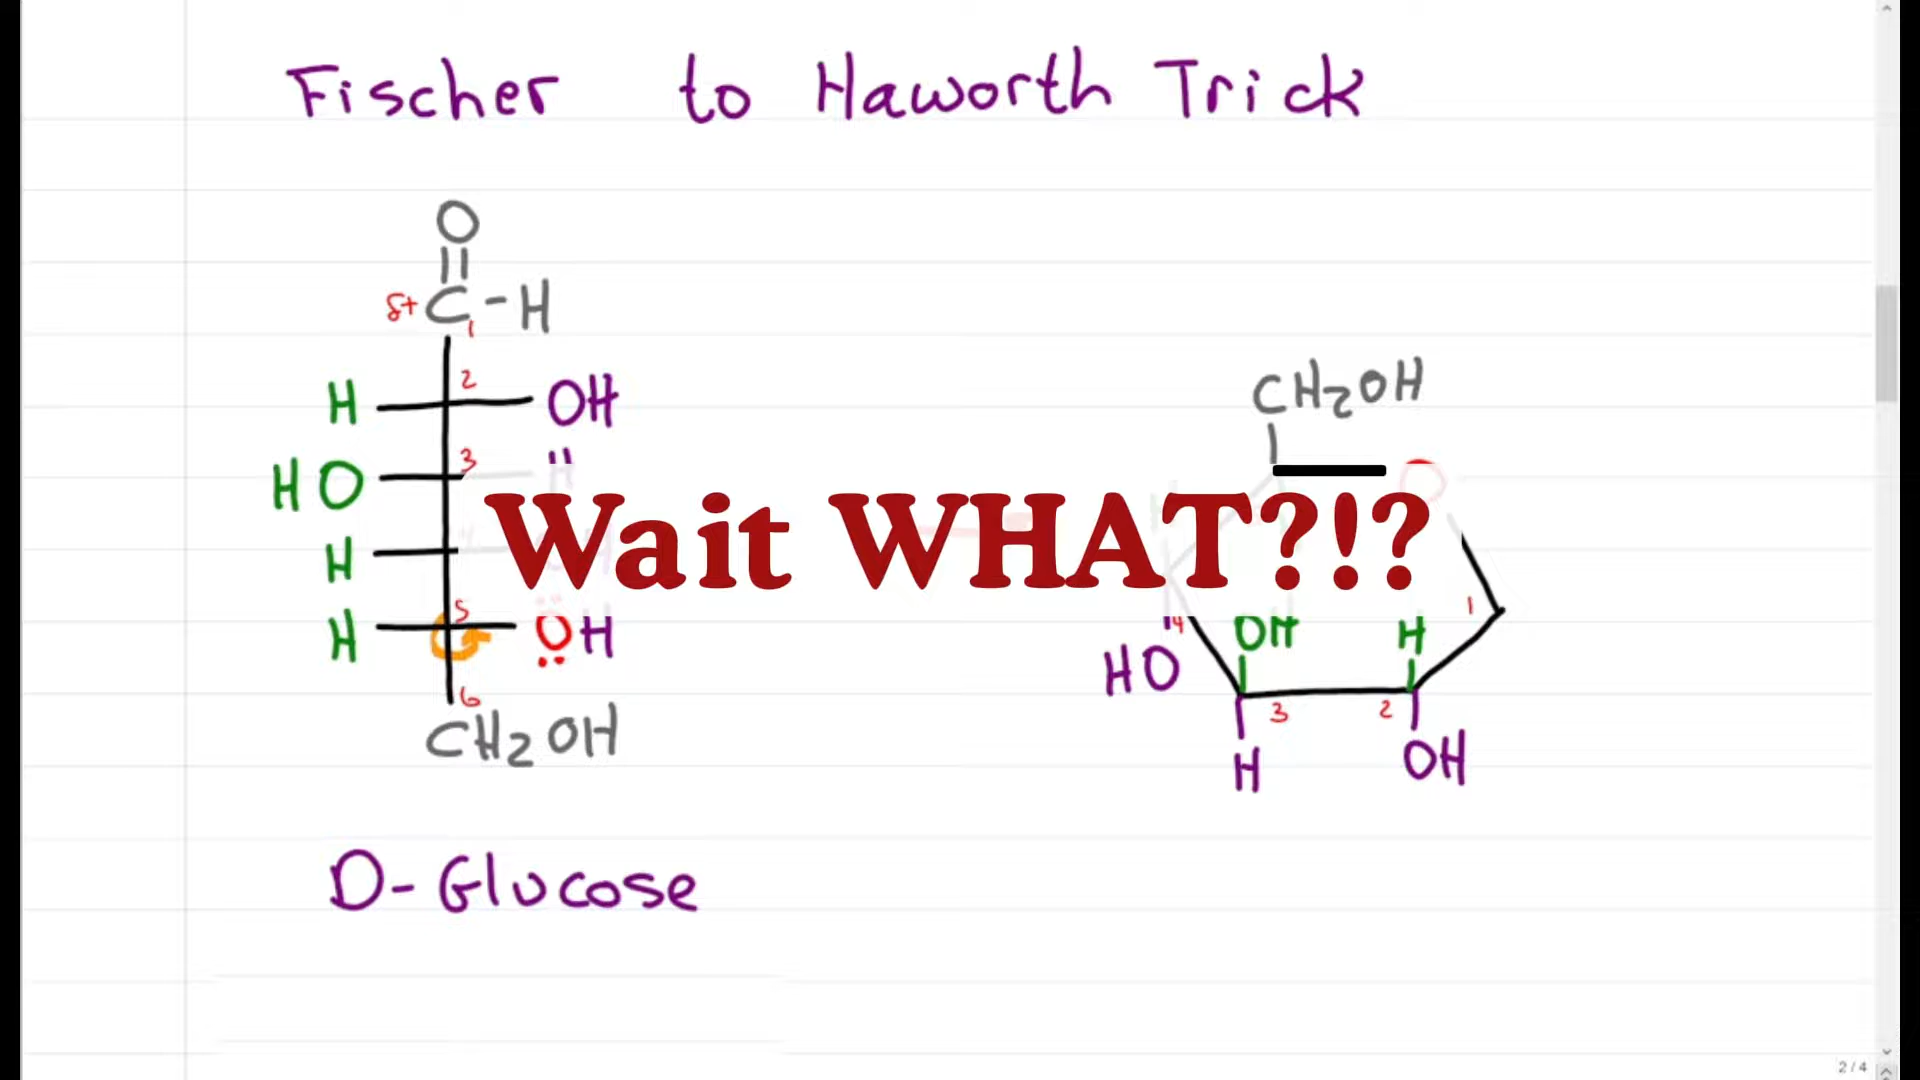 Fischer to Haworth Trick
O
δ+ C - H
1
2
H OH
3
HO H
H
5
H OH
6
CH2OH
D-Glucose
Wait WHAT?!?
CH2OH
O
1
4
HO OH H
3 2
H OH
2 / 4